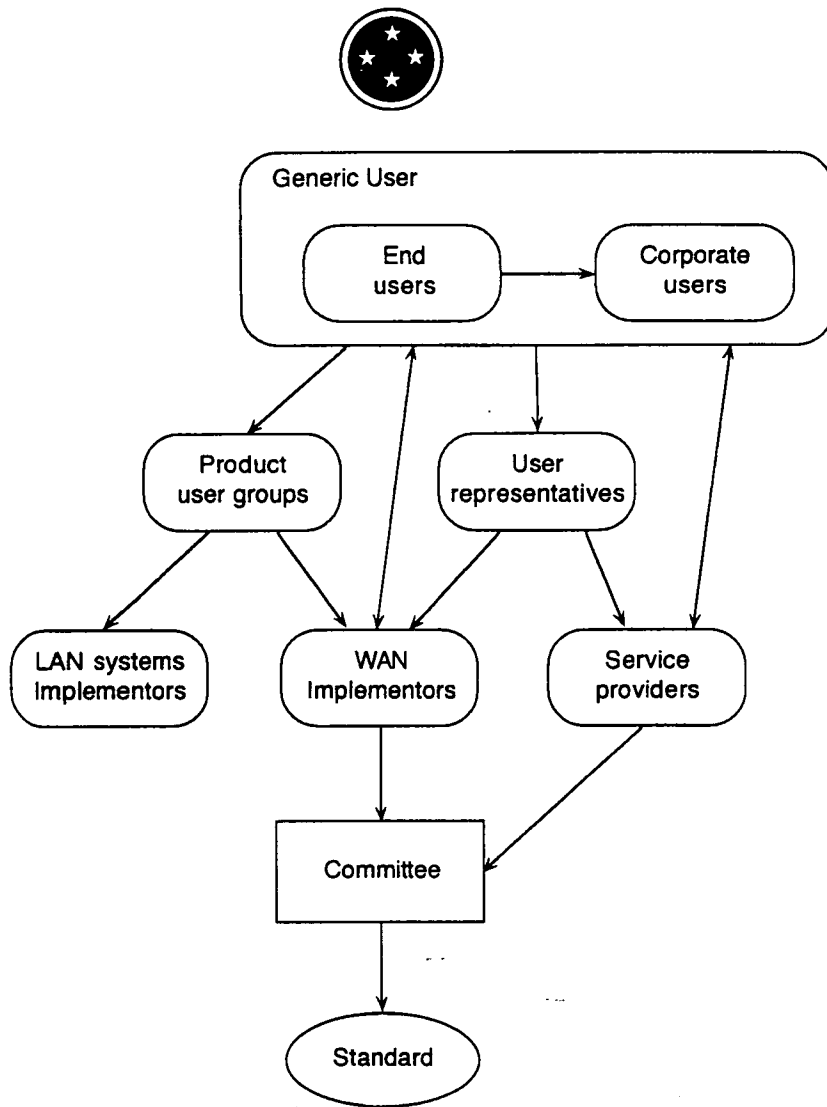 Generic User
End
users
Corporate
users
Product
user groups
User
representatives
LAN systems
Implementors
WAN
Implementors
Service
providers
Committee
Standard